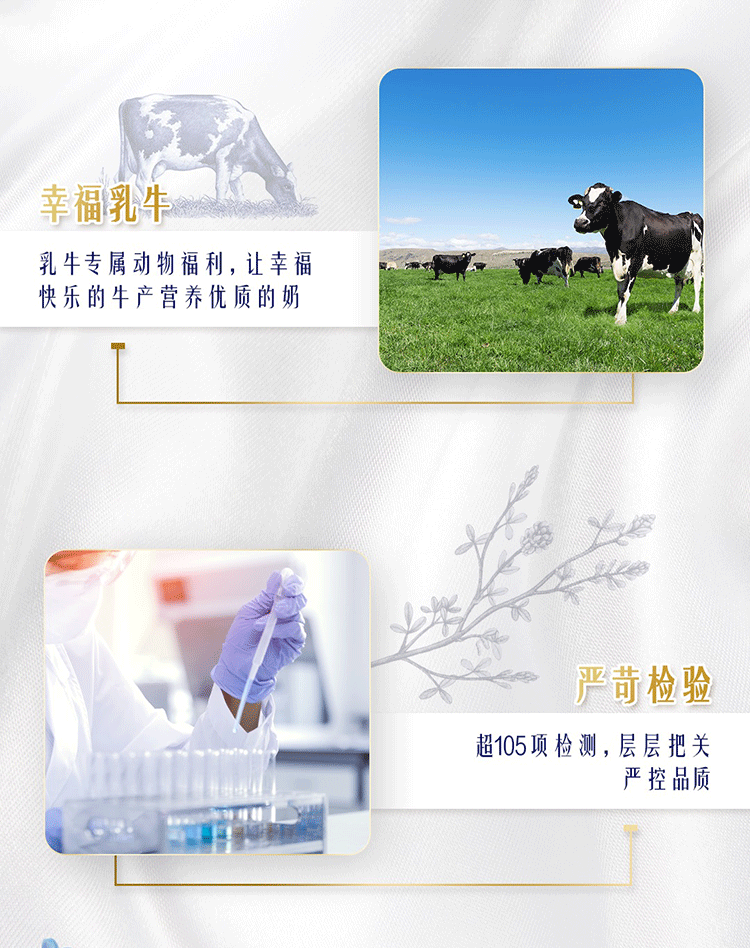 幸福乳牛
乳牛专属动物福利，让幸福
快乐的牛产营养优质的奶
严苛检验
超105项检测，层层把关
严控品质